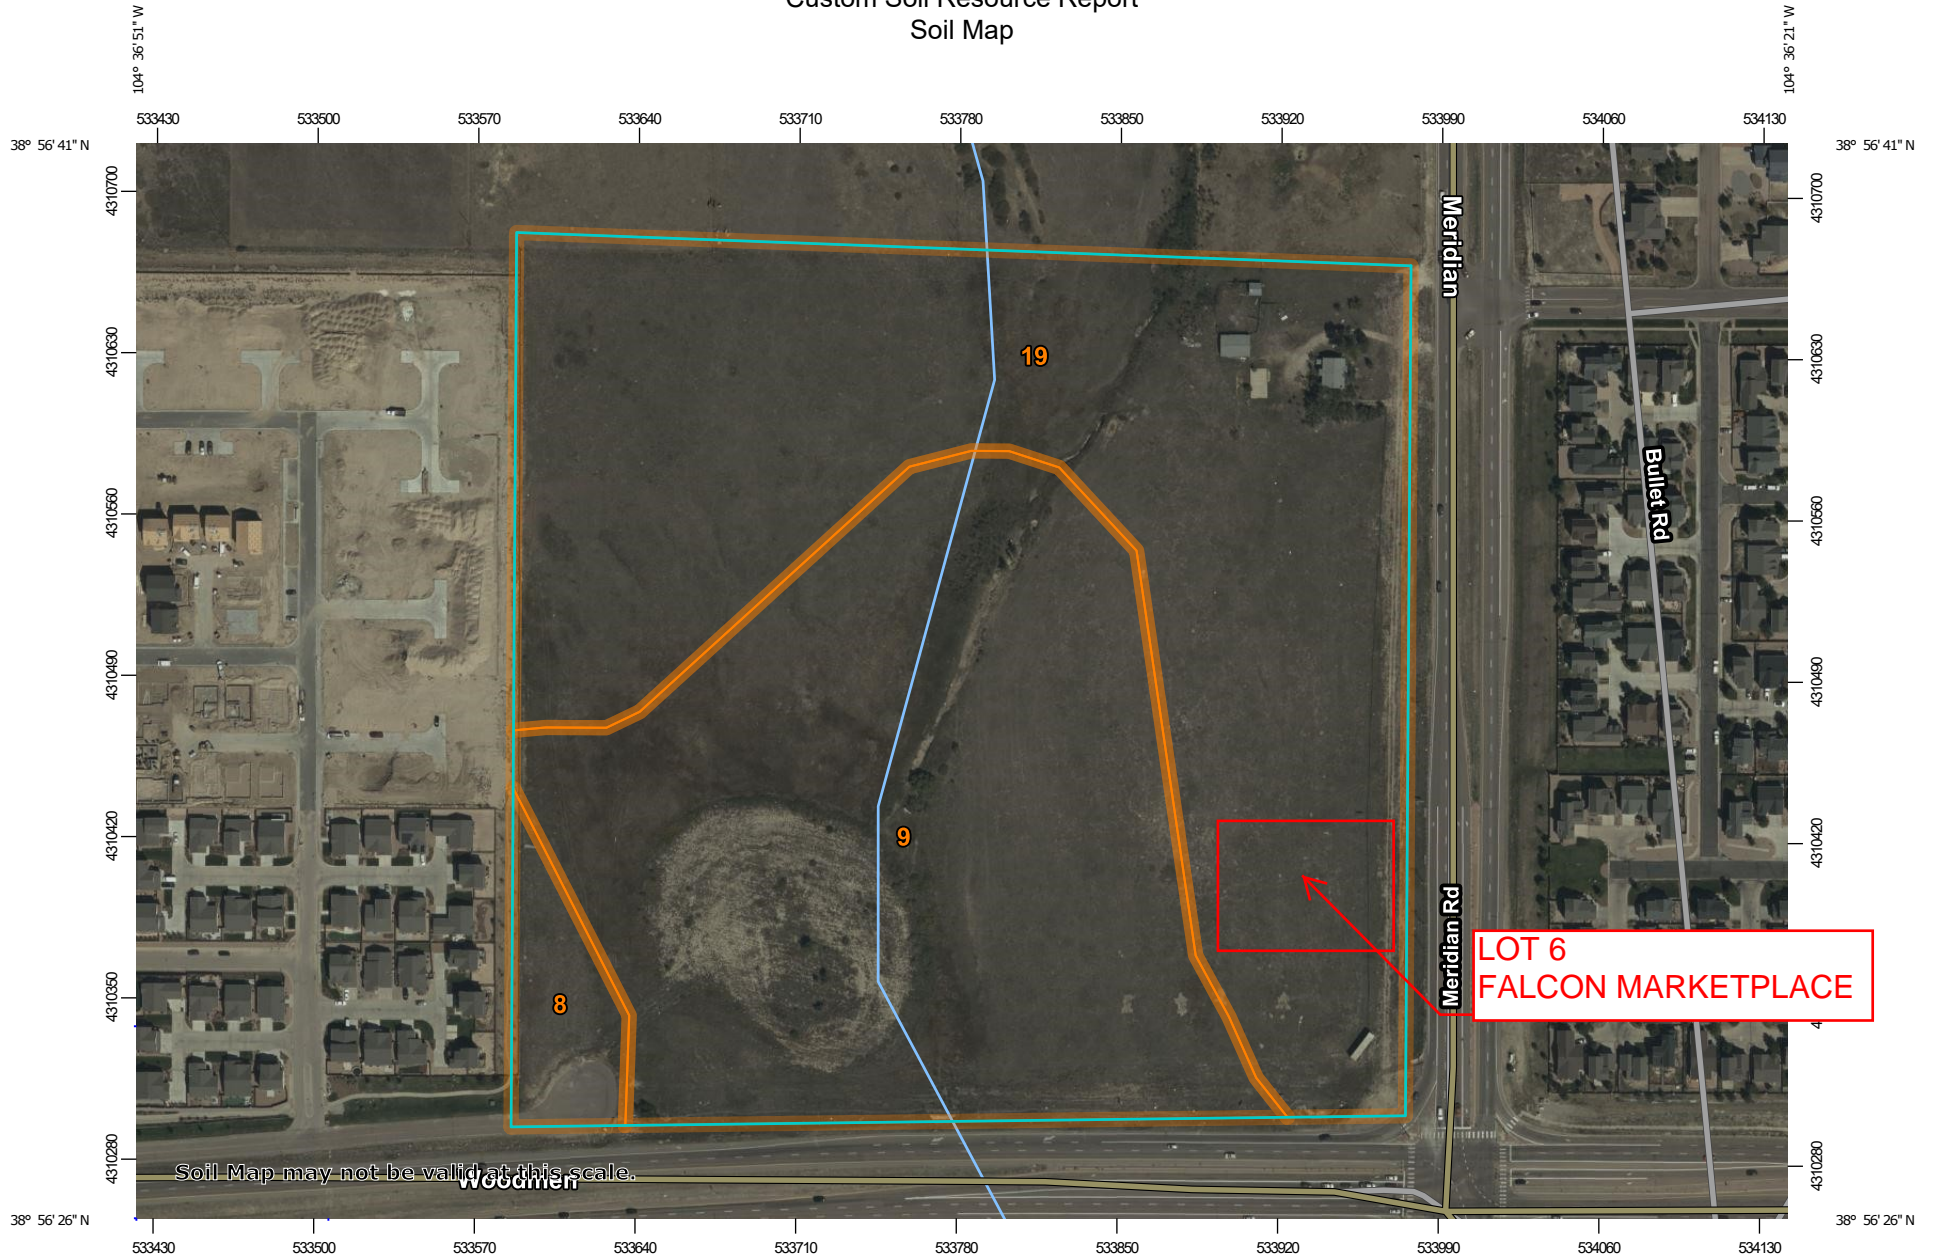 Custom Soil Resource Report
Soil Map
104° 36' 51" W
104° 36' 21" W
533430 533500 533570 533640 533710 533780 533850 533920 533990 534060 534130
38° 56' 41" N
38° 56' 41" N
4310700
4310700
Meridian
4310630
19
4310630
4310560
Bullet Rd
4310560
4310490
4310490
4310420
9
4310420
Meridian Rd
LOT 6
FALCON MARKETPLACE
4310350
8
4310280
4310280
Soil Map may not be valid at this scale.
Woodmen
38° 56' 26" N
38° 56' 26" N
533430 533500 533570 533640 533710 533780 533850 533920 533990 534060 534130